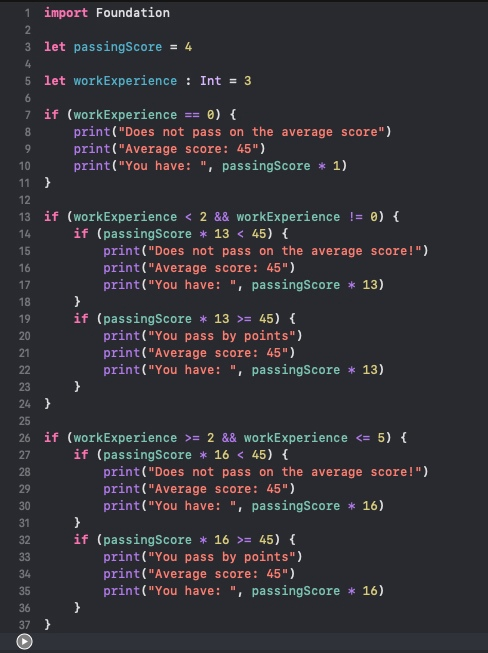 1 import Foundation
2
3 let passingScore = 4
4
5 let workExperience : Int = 3
6
7 if (workExperience == 0) {
8     print("Does not pass on the average score")
9     print("Average score: 45")
10     print("You have: ", passingScore * 1)
11 }
12
13 if (workExperience < 2 && workExperience != 0) {
14     if (passingScore * 13 < 45) {
15         print("Does not pass on the average score!")
16         print("Average score: 45")
17         print("You have: ", passingScore * 13)
18     }
19     if (passingScore * 13 >= 45) {
20         print("You pass by points")
21         print("Average score: 45")
22         print("You have: ", passingScore * 13)
23     }
24 }
25
26 if (workExperience >= 2 && workExperience <= 5) {
27     if (passingScore * 16 < 45) {
28         print("Does not pass on the average score!")
29         print("Average score: 45")
30         print("You have: ", passingScore * 16)
31     }
32     if (passingScore * 16 >= 45) {
33         print("You pass by points")
34         print("Average score: 45")
35         print("You have: ", passingScore * 16)
36     }
37 }